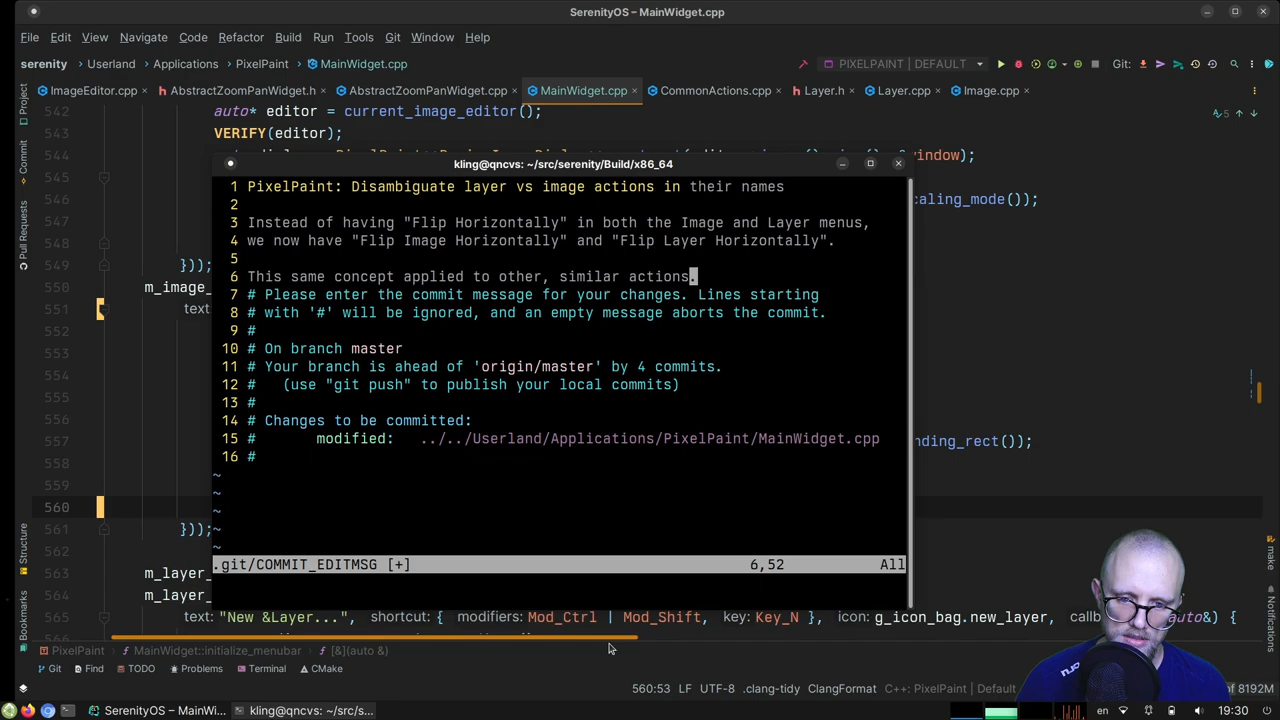 SerenityOS – MainWidget.cpp
File Edit View Navigate Code Refactor Build Run Tools Git Window Help
serenity Userland Applications PixelPaint MainWidget.cpp PIXELPAINT | DEFAULT Git:
ImageEditor.cpp AbstractZoomPanWidget.h AbstractZoomPanWidget.cpp MainWidget.cpp CommonActions.cpp Layer.h Layer.cpp Image.cpp
Project
Commit
Pull Requests
Structure
Bookmarks
make
Notifications
5
542 auto* editor = current_image_editor();
543 VERIFY(editor);
544
545
546
547
548
549 }));
550 m_image_
551 text:
552
553
554
555
556
557
558
559
560
561 }));
562
563 m_layer_
564 m_layer_
565 text: "New &Layer...", shortcut: { modifiers: Mod_Ctrl | Mod_Shift, key: Key_N }, icon: g_icon_bag.new_layer, callb
window);
caling_mode());
nding_rect());
kling@qncvs: ~/src/serenity/Build/x86_64
1 PixelPaint: Disambiguate layer vs image actions in their names
2
3 Instead of having "Flip Horizontally" in both the Image and Layer menus,
4 we now have "Flip Image Horizontally" and "Flip Layer Horizontally".
5
6 This same concept applied to other, similar actions.
7 # Please enter the commit message for your changes. Lines starting
8 # with '#' will be ignored, and an empty message aborts the commit.
9 #
10 # On branch master
11 # Your branch is ahead of 'origin/master' by 4 commits.
12 # (use "git push" to publish your local commits)
13 #
14 # Changes to be committed:
15 # modified: ../../Userland/Applications/PixelPaint/MainWidget.cpp
16 #
~
~
~
~
~
.git/COMMIT_EDITMSG [+] 6,52 All
PixelPaint MainWidget::initialize_menubar [&](auto &)
Git Find TODO Problems Terminal CMake
560:53 LF UTF-8 .clang-tidy ClangFormat C++: PixelPaint | Default of 8192M
SerenityOS – MainWi... kling@qncvs: ~/src/s... en 19:30